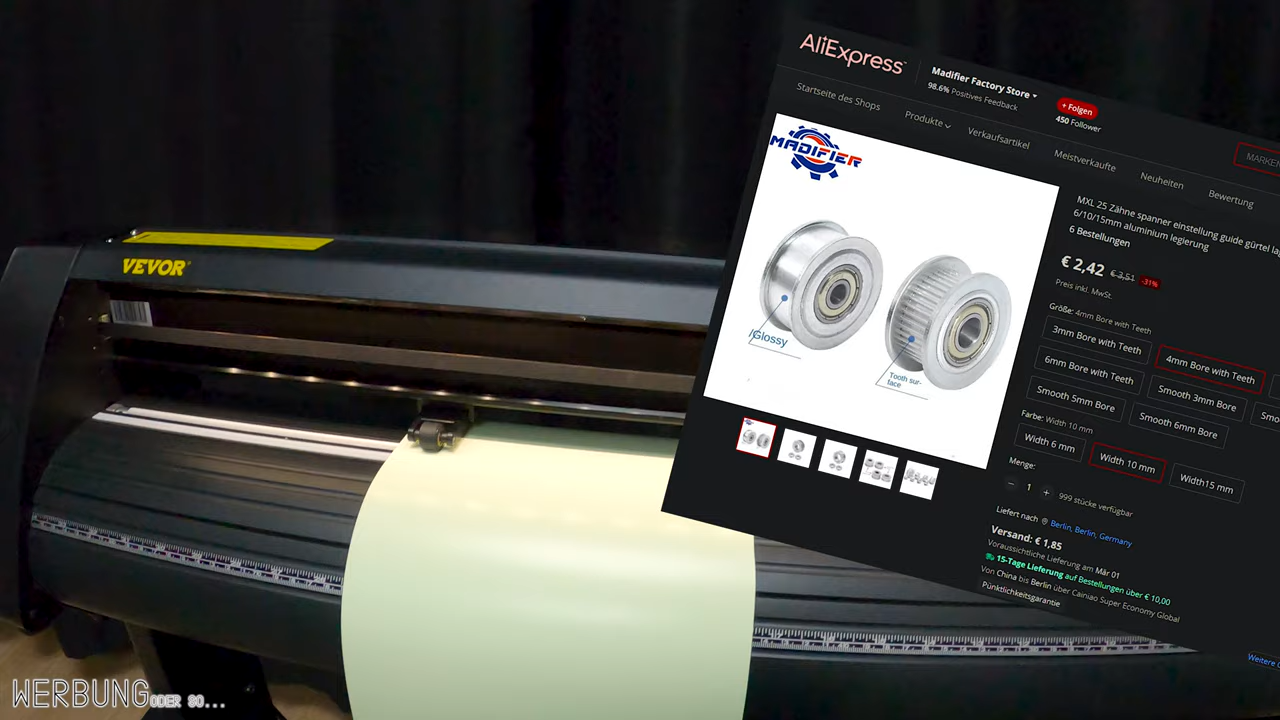 VEVOR
WERBUNG ODER SO...
AliExpress
Madifier Factory Store
98.6% Positives Feedback
+ Folgen
450 Follower
Startseite des Shops
Produkte
Verkaufsartikel
Meistverkaufte
Neuheiten
Bewertung
MARKEN
MADIFIER
Glossy
Tooth sur-
face
MXL 25 Zähne spanner einstellung guide gürtel
6/10/15mm aluminium legierung
6 Bestellungen
€ 2,42 € 3,51 -31%
Preis inkl. MwSt.
Größe: 4mm Bore with Teeth
3mm Bore with Teeth
4mm Bore with Teeth
6mm Bore with Teeth
Smooth 3mm Bore
Smooth 5mm Bore
Smooth 6mm Bore
Farbe: Width 10 mm
Width 6 mm
Width 10 mm
Width15 mm
Menge:
− 1 + 999 stücke verfügbar
Liefert nach Berlin, Berlin, Germany
Versand: € 1,85
Voraussichtliche Lieferung am Mär 01
15-Tage Lieferung auf Bestellungen über € 10,00
Von China bis Berlin über Cainiao Super Economy Global
Pünktlichkeitsgarantie
Weitere